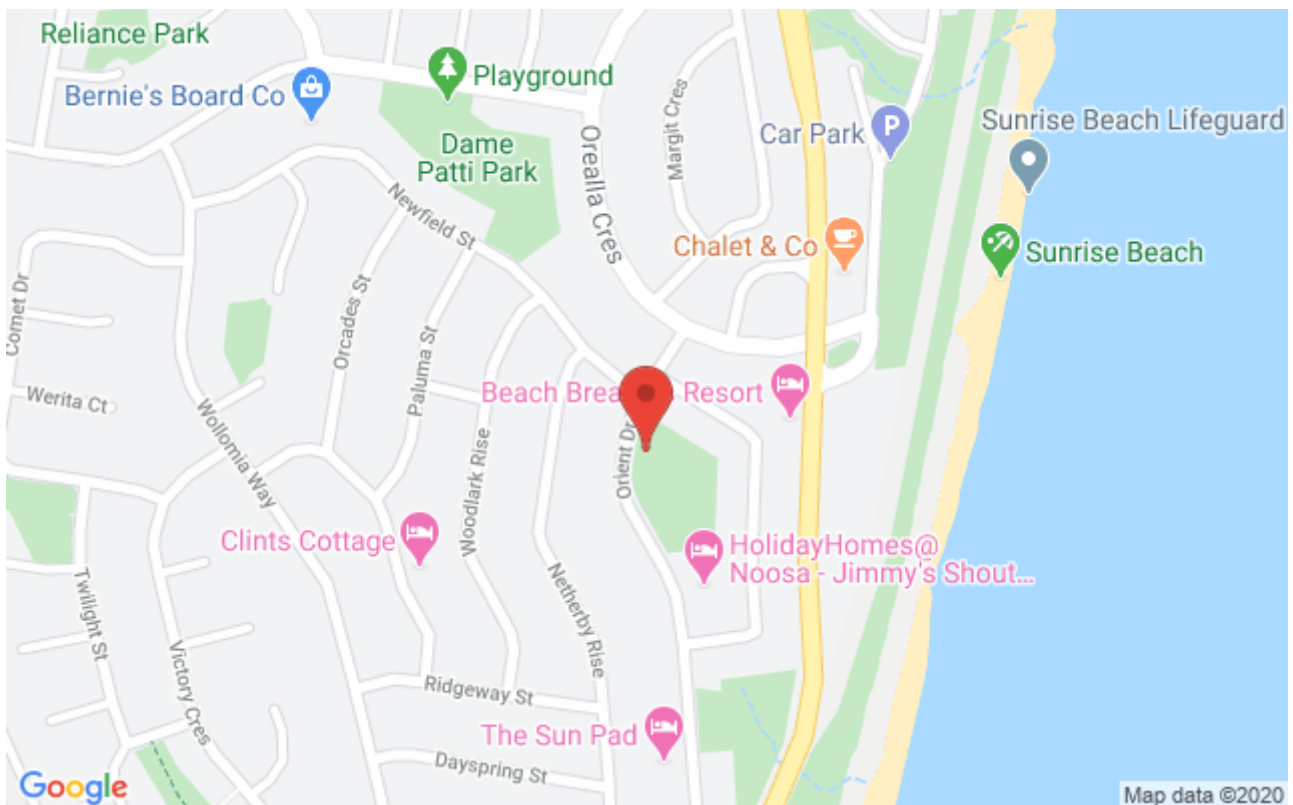 Reliance Park
Bernie's Board Co
Playground
Dame
Patti Park
Orealla Cres
Margit Cres
Car Park
P
Sunrise Beach Lifeguard
Newfield St
Chalet & Co
Sunrise Beach
Comet Dr
Orcades St
Paluma St
Werita Ct
Wollomia Way
Woodlark Rise
Beach Brea
Resort
Orient Dr
Clints Cottage
HolidayHomes@
Noosa - Jimmy's Shout...
Netherby Rise
Twilight St
Victory Cres
Ridgeway St
The Sun Pad
Dayspring St
Google
Map data ©2020